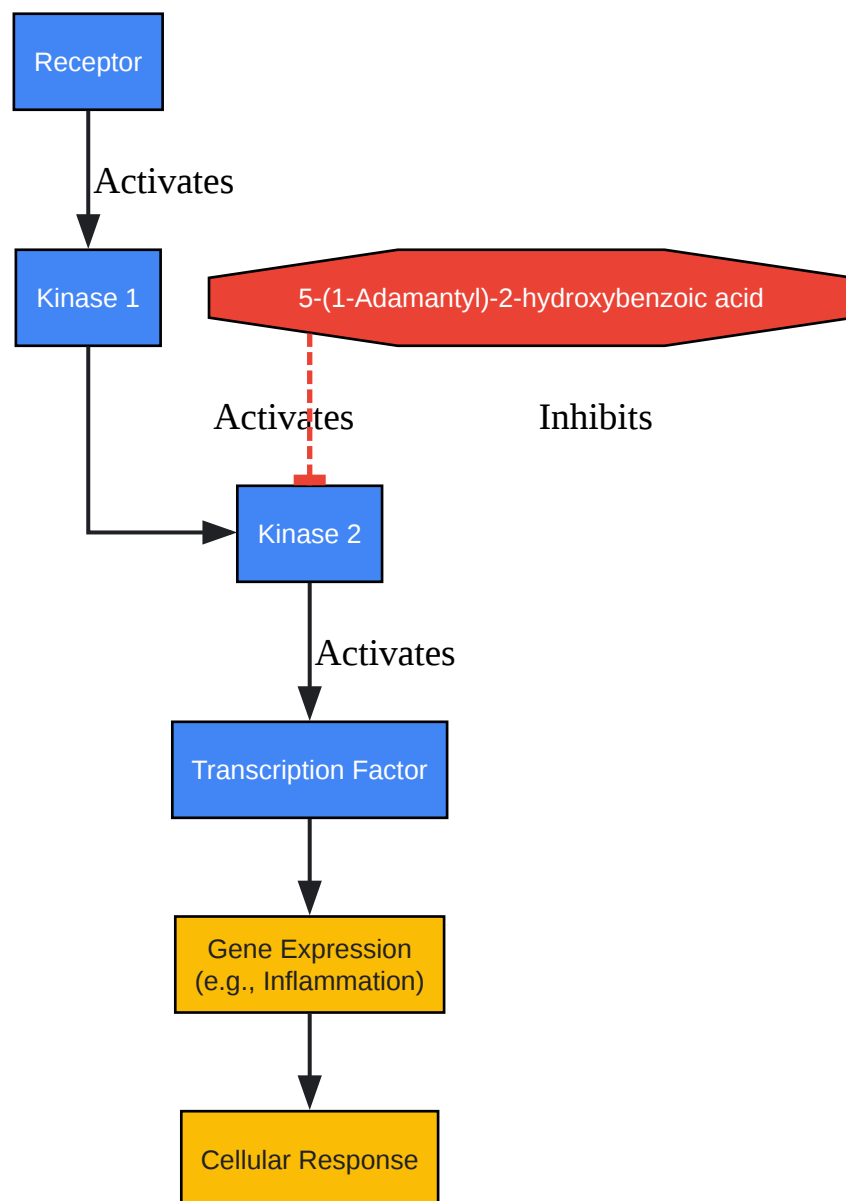 Receptor
Activates
Kinase 1
5-(1-Adamantyl)-2-hydroxybenzoic acid
Activates
Inhibits
Kinase 2
Activates
Transcription Factor
Gene Expression
(e.g., Inflammation)
Cellular Response